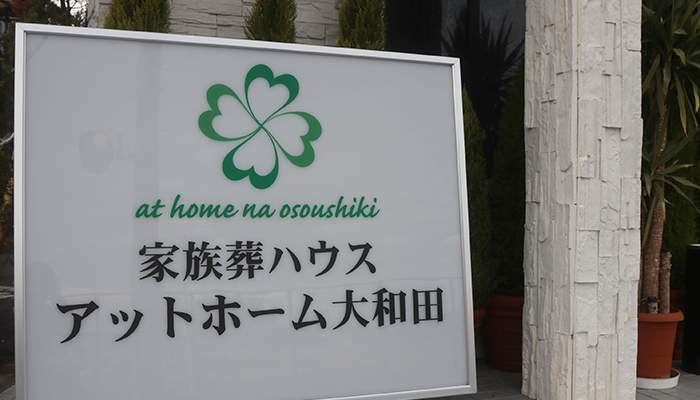 at home na osoushiki
家族葬ハウス
アットホーム大和田